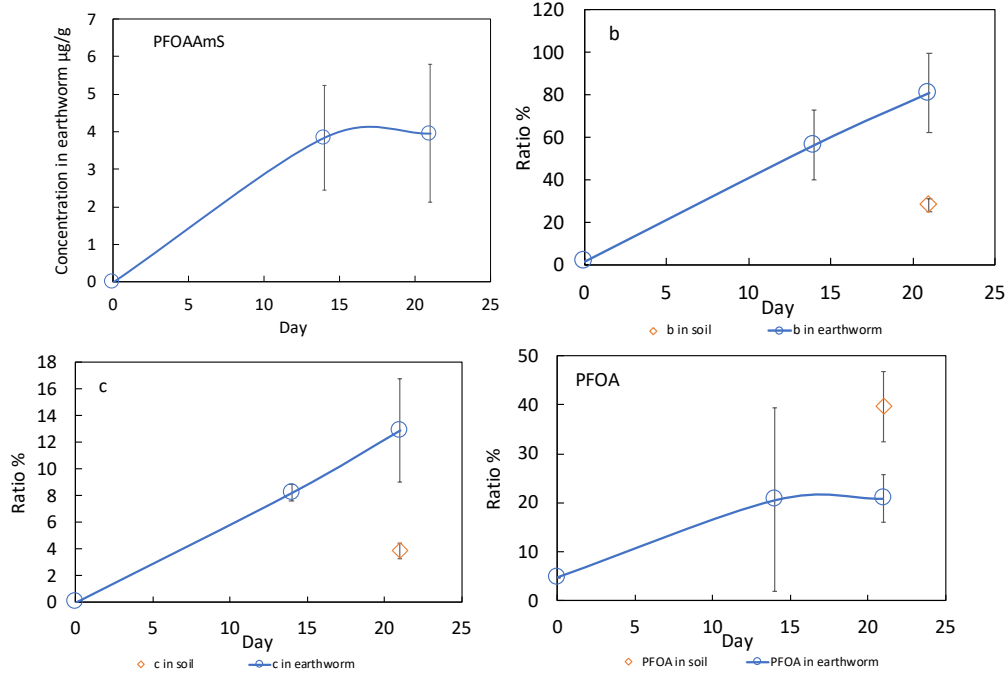 PFOAAmS
Concentration in earthworm µg/g
7
6
5
4
3
2
1
0
0 5 10 15 20 25
Day
b
Ratio %
120
100
80
60
40
20
0
0 5 10 15 20 25
Day
b in soil b in earthworm
c
Ratio %
18
16
14
12
10
8
6
4
2
0
0 5 10 15 20 25
Day
c in soil c in earthworm
PFOA
Ratio %
50
40
30
20
10
0
0 5 10 15 20 25
Day
PFOA in soil PFOA in earthworm